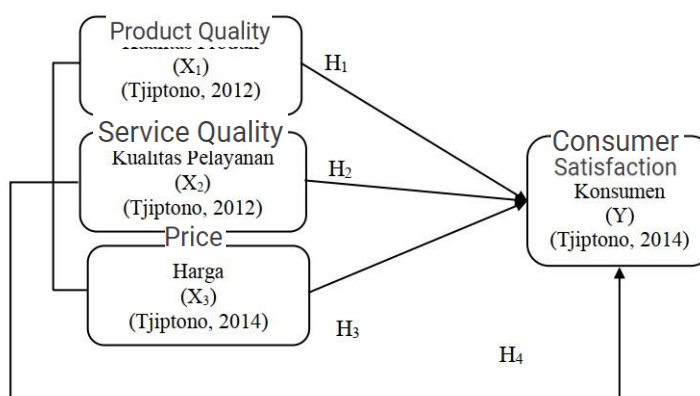 Product Quality
(X₁)
(Tjiptono, 2012)
H₁
Service Quality
Kualitas Pelayanan
(X₂)
(Tjiptono, 2012)
H₂
Price
Harga
(X₃)
(Tjiptono, 2014)
H₃
Consumer
Satisfaction
Konsumen
(Y)
(Tjiptono, 2014)
H₄